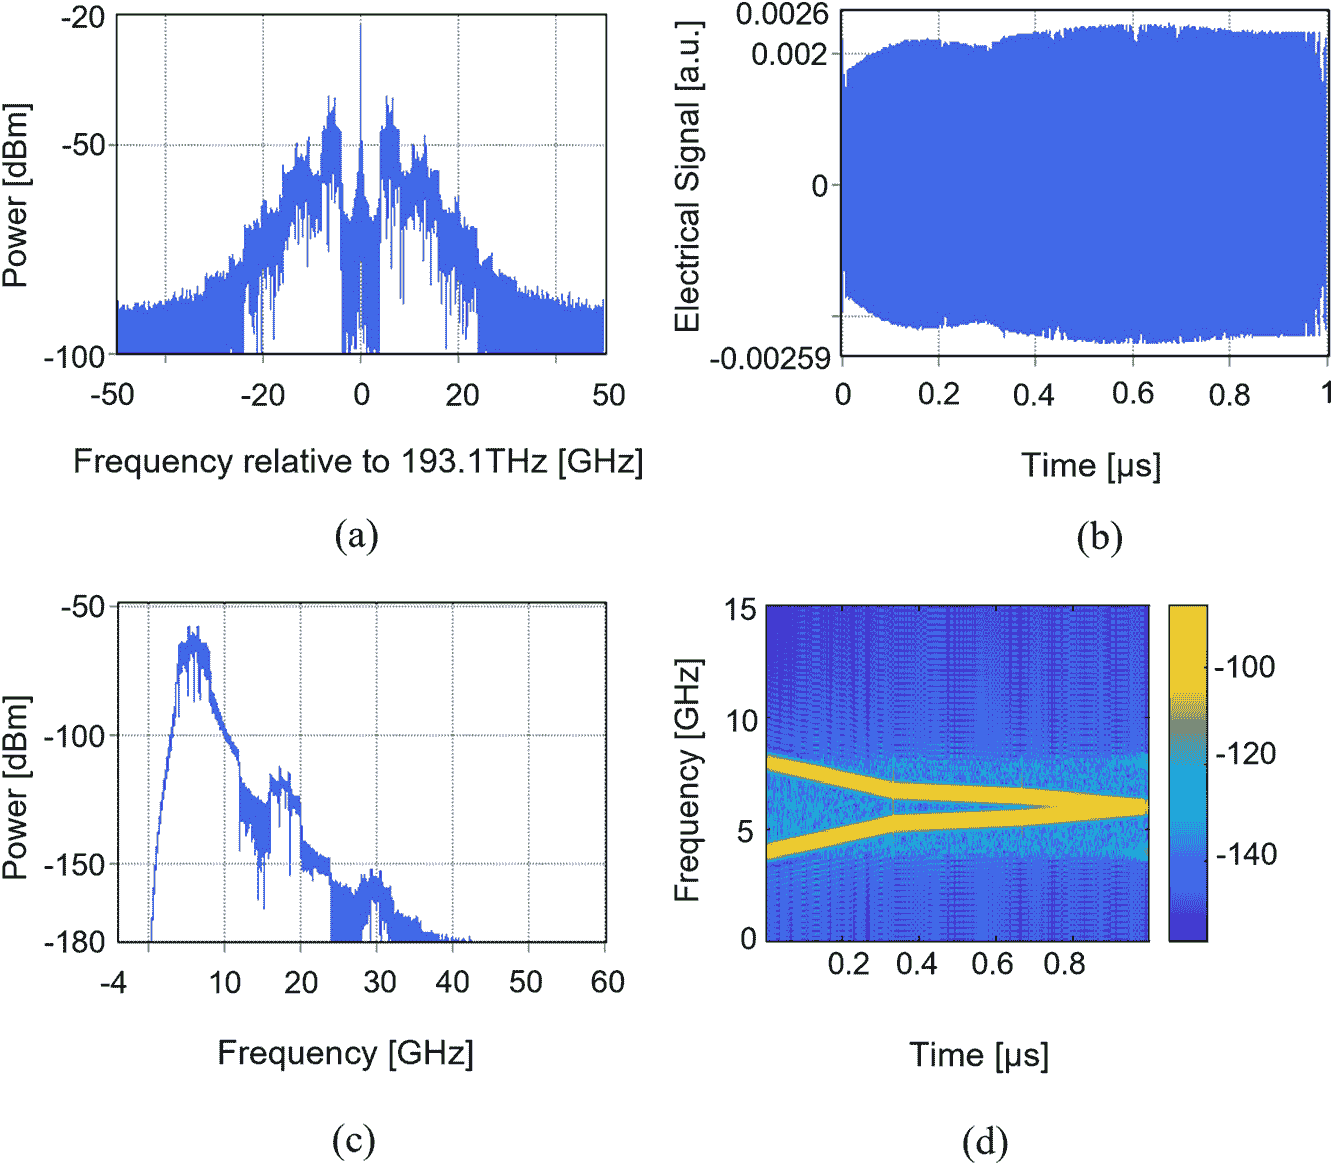 -20
-50
-100
Power [dBm]
-50 -20 0 20 50
Frequency relative to 193.1THz [GHz]
(a)
0.0026
0.002
0
-0.00259
Electrical Signal [a.u.]
0 0.2 0.4 0.6 0.8 1
Time [µs]
(b)
-50
-100
-150
-180
Power [dBm]
-4 10 20 30 40 50 60
Frequency [GHz]
(c)
15
10
5
0
Frequency [GHz]
0.2 0.4 0.6 0.8
Time [µs]
-100
-120
-140
(d)